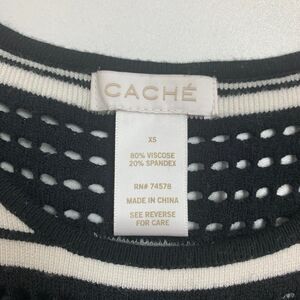 CACHÉ
XS
80% VISCOSE
20% SPANDEX
RN# 74578
MADE IN CHINA
SEE REVERSE
FOR CARE